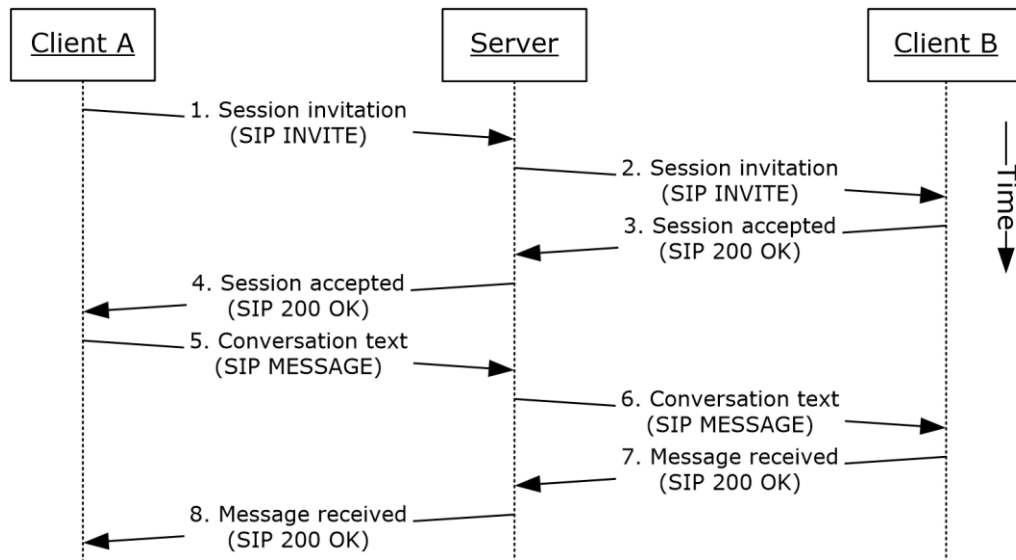 Client A
Server
Client B
1. Session invitation
(SIP INVITE)
2. Session invitation
(SIP INVITE)
Time
3. Session accepted
(SIP 200 OK)
4. Session accepted
(SIP 200 OK)
5. Conversation text
(SIP MESSAGE)
6. Conversation text
(SIP MESSAGE)
7. Message received
(SIP 200 OK)
8. Message received
(SIP 200 OK)